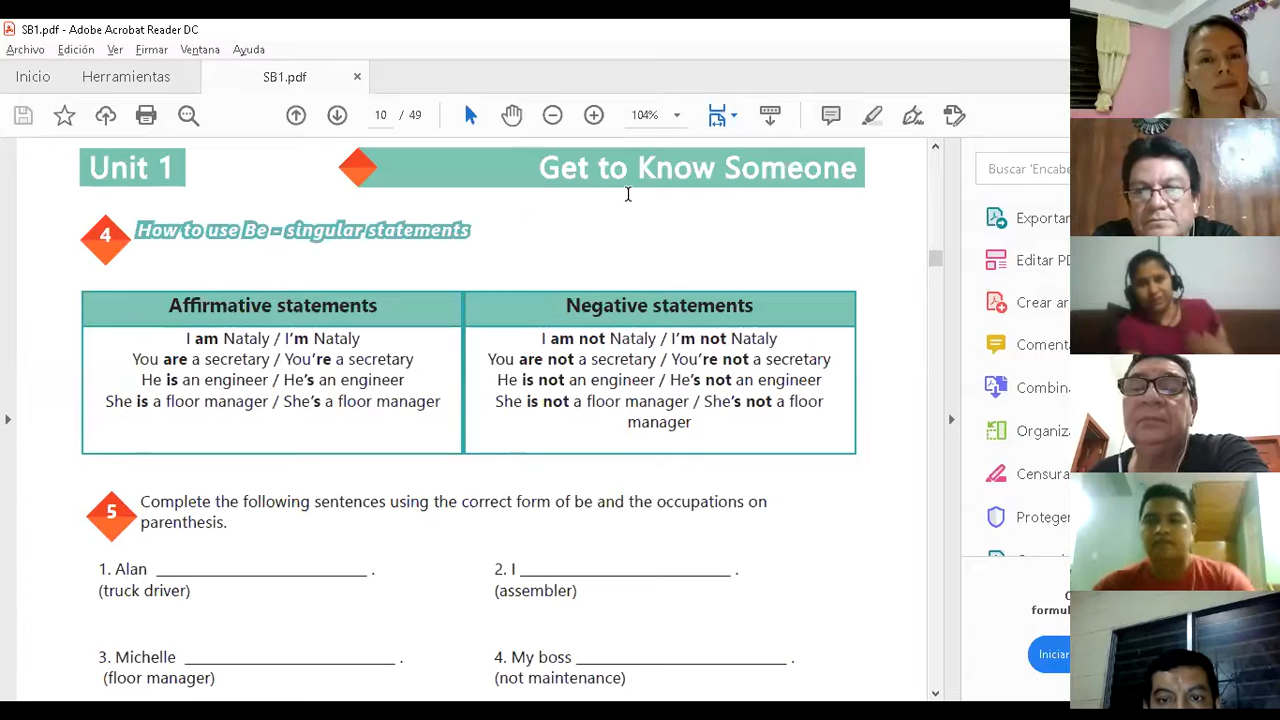 SB1.pdf - Adobe Acrobat Reader DC
Archivo Edición Ver Firmar Ventana Ayuda
Inicio Herramientas SB1.pdf ×
10 / 49 104%
Unit 1 Get to Know Someone
Buscar 'Encabe
4 How to use Be - singular statements
Exportar
Editar PD
Crear ar
Coment
Combin
Organiz
Censura
Proteger
Affirmative statements Negative statements
I am Nataly / I'm Nataly I am not Nataly / I'm not Nataly
You are a secretary / You're a secretary You are not a secretary / You're not a secretary
He is an engineer / He's an engineer He is not an engineer / He's not an engineer
She is a floor manager / She's a floor manager She is not a floor manager / She's not a floor
manager
5 Complete the following sentences using the correct form of be and the occupations on
parenthesis.
1. Alan ______________________ . 2. I ______________________ .
(truck driver) (assembler)
3. Michelle ______________________ . 4. My boss ______________________ .
(floor manager) (not maintenance)
formul
Iniciar